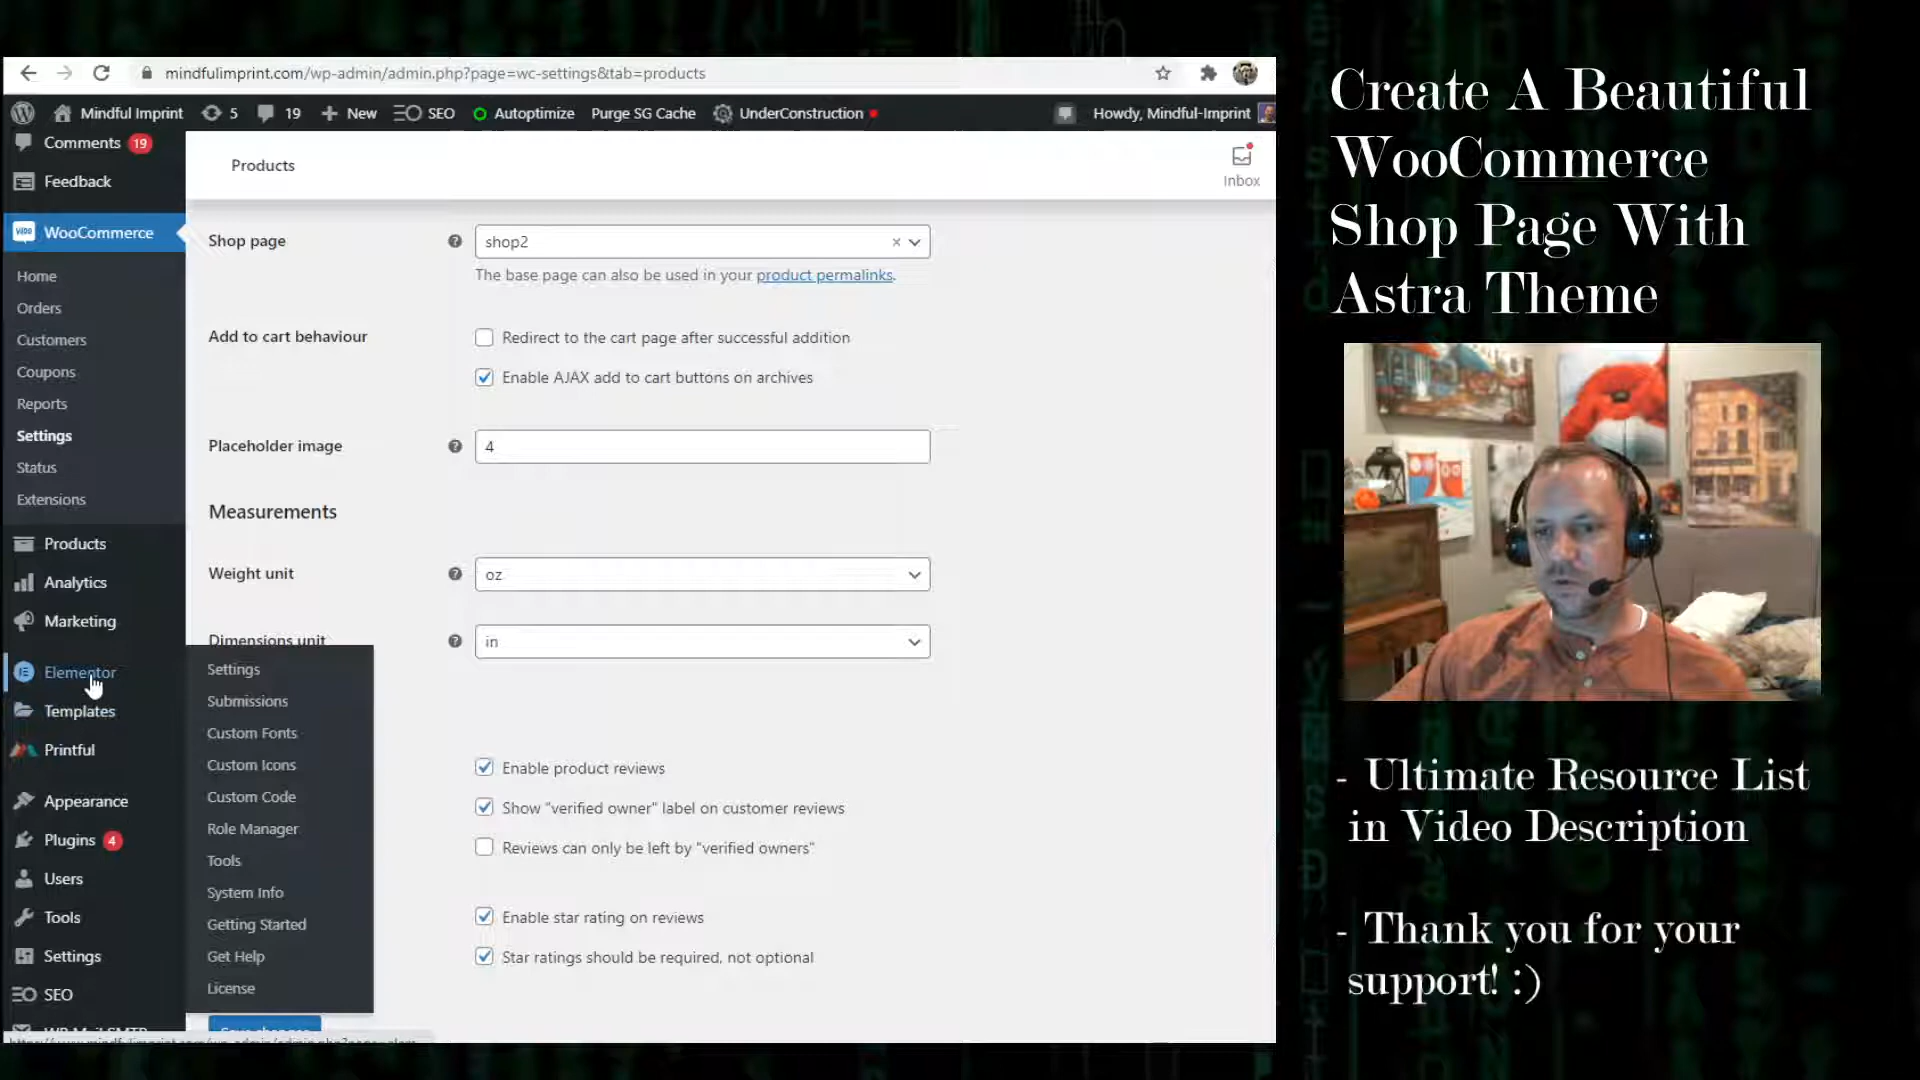 mindfulimprint.com/wp-admin/admin.php?page=wc-settings&tab=products
Mindful Imprint 5 19 New SEO Autoptimize Purge SG Cache UnderConstruction Howdy, Mindful-Imprint
Comments 19
Feedback
WooCommerce
Home
Orders
Customers
Coupons
Reports
Settings
Status
Extensions
Products
Analytics
Marketing
Elementor
Templates
Printful
Appearance
Plugins 4
Users
Tools
Settings
SEO
WP Mail SMTP
Settings
Submissions
Custom Fonts
Custom Icons
Custom Code
Role Manager
Tools
System Info
Getting Started
Get Help
License
Products
Inbox
Shop page
shop2
The base page can also be used in your product permalinks.
Add to cart behaviour
Redirect to the cart page after successful addition
Enable AJAX add to cart buttons on archives
Placeholder image
4
Measurements
Weight unit
oz
Dimensions unit
in
Enable product reviews
Show "verified owner" label on customer reviews
Reviews can only be left by "verified owners"
Enable star rating on reviews
Star ratings should be required, not optional
Save changes
Create A Beautiful
WooCommerce
Shop Page With
Astra Theme
- Ultimate Resource List
in Video Description
- Thank you for your
support! :)